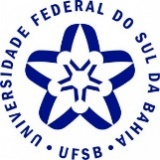 UNIVERSIDADE FEDERAL DO SUL DA BAHIA
· UFSB ·